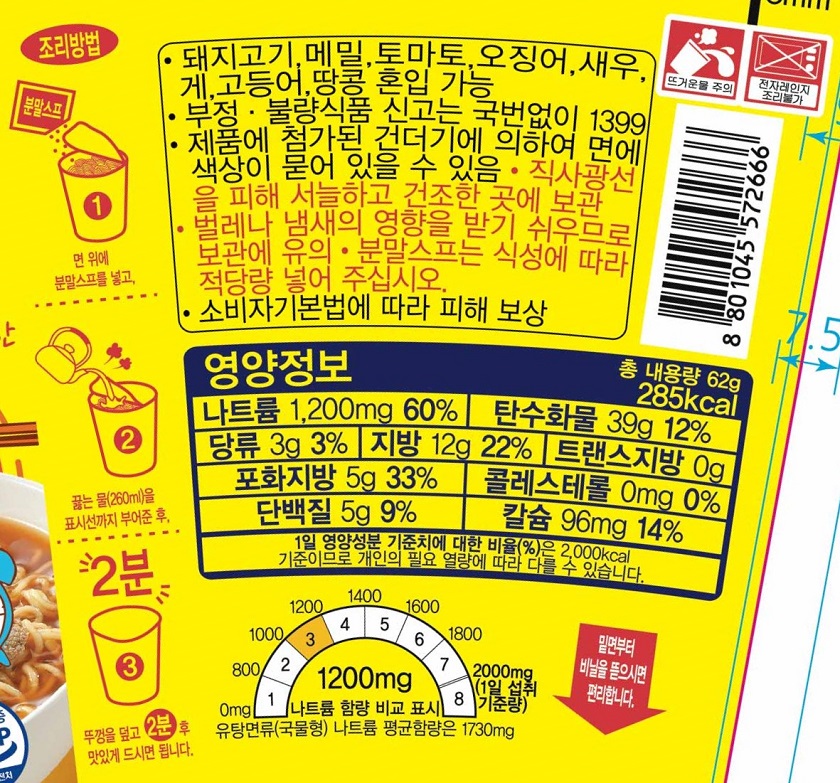 조리방법
분말스프
1
면 위에
분말스프를 넣고,
2
끓는 물(260ml)을
표시선까지 부어준 후,
2분
3
뚜껑을 덮고 2분 후
맛있게 드시면 됩니다.
• 돼지고기, 메밀, 토마토, 오징어, 새우,
게, 고등어, 땅콩 혼입 가능
• 부정 · 불량식품 신고는 국번없이 1399
• 제품에 첨가된 건더기에 의하여 면에
색상이 묻어 있을 수 있음 • 직사광선
을 피해 서늘하고 건조한 곳에 보관
• 벌레나 냄새의 영향을 받기 쉬우므로
보관에 유의 • 분말스프는 식성에 따라
적당량 넣어 주십시오.
• 소비자기본법에 따라 피해 보상
뜨거운물 주의
전자레인지
조리불가
8 801045 572666
7.5
영양정보
총 내용량 62g
285kcal
나트륨 1,200mg 60% 탄수화물 39g 12%
당류 3g 3% 지방 12g 22% 트랜스지방 0g
포화지방 5g 33% 콜레스테롤 0mg 0%
단백질 5g 9% 칼슘 96mg 14%
1일 영양성분 기준치에 대한 비율(%)은 2,000kcal
기준이므로 개인의 필요 열량에 따라 다를 수 있습니다.
0mg 800 1000 1200 1400 1600 1800 2000mg
(1일 섭취
기준량)
1 2 3 4 5 6 7 8
1200mg
나트륨 함량 비교 표시
유탕면류(국물형) 나트륨 평균함량은 1730mg
밑면부터
비닐을 뜯으시면
편리합니다.